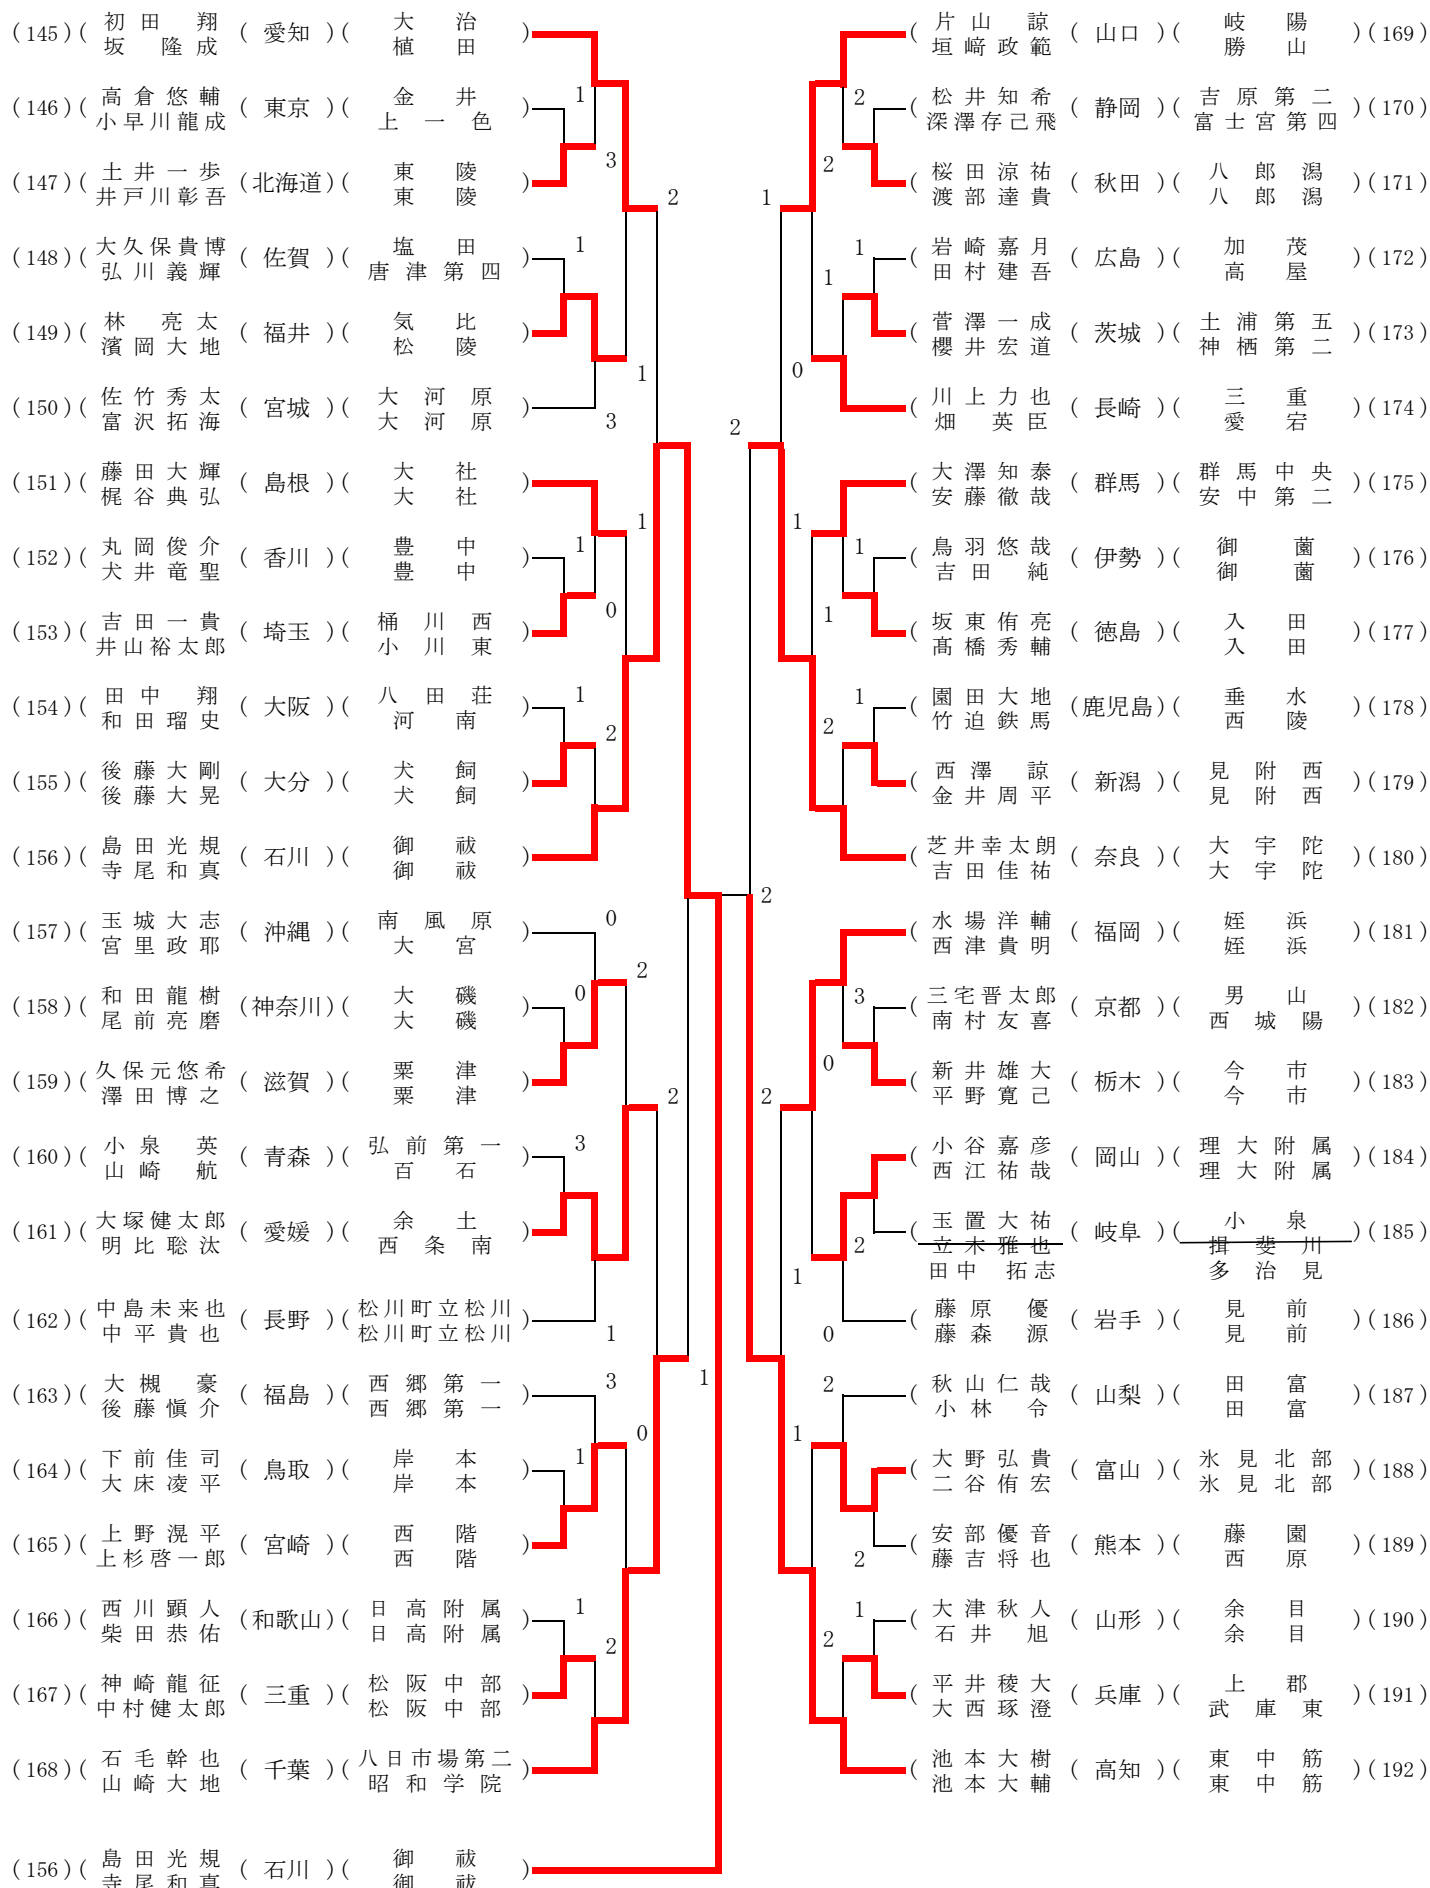 (145)( 初田翔 ( 愛知 )( 大治 )
坂隆成 植田
(146)( 高倉悠輔 ( 東京 )( 金井 )
小早川龍成 上一色
(147)( 土井一歩 (北海道)( 東陵 )
井戸川彰吾 東陵
(148)( 大久保貴博 ( 佐賀 )( 塩田 )
弘川義輝 唐津第四
(149)( 林亮太 ( 福井 )( 気比 )
濱岡大地 松陵
(150)( 佐竹秀太 ( 宮城 )( 大河原 )
富沢拓海 大河原
(151)( 藤田大輝 ( 島根 )( 大社 )
梶谷典弘 大社
(152)( 丸岡俊介 ( 香川 )( 豊中 )
犬井竜聖 豊中
(153)( 吉田一貴 ( 埼玉 )( 桶川西 )
井山裕太郎 小川東
(154)( 田中翔 ( 大阪 )( 八田荘 )
和田瑠史 河南
(155)( 後藤大剛 ( 大分 )( 犬飼 )
後藤大晃 犬飼
(156)( 島田光規 ( 石川 )( 御祓 )
寺尾和真 御祓
(157)( 玉城大志 ( 沖縄 )( 南風原 )
宮里政耶 大宮
(158)( 和田龍樹 (神奈川)( 大磯 )
尾前亮磨 大磯
(159)( 久保元悠希 ( 滋賀 )( 粟津 )
澤田博之 粟津
(160)( 小泉英 ( 青森 )( 弘前第一 )
山崎航 百石
(161)( 大塚健太郎 ( 愛媛 )( 余土 )
明比聡汰 西条南
(162)( 中島未来也 ( 長野 )( 松川町立松川 )
中平貴也 松川町立松川
(163)( 大槻豪 ( 福島 )( 西郷第一 )
後藤愼介 西郷第一
(164)( 下前佳司 ( 鳥取 )( 岸本 )
大床凌平 岸本
(165)( 上野滉平 ( 宮崎 )( 西階 )
上杉啓一郎 西階
(166)( 西川顕人 (和歌山)( 日高附属 )
柴田恭佑 日高附属
(167)( 神崎龍征 ( 三重 )( 松阪中部 )
中村健太郎 松阪中部
(168)( 石毛幹也 ( 千葉 )( 八日市場第二 )
山崎大地 昭和学院
(156)( 島田光規 ( 石川 )( 御祓 )
寺尾和真 御祓
1
3
2
1
1
3
1
1
0
1
2
0
2
0
2
3
1
3
0
1
1
2
1
2
2
2
1
1
1
0
1
1
1
1
2
2
3
0
2
2
1
0
2
1
2
1
2
( 片山諒 ( 山口 )( 岐陽 )(169)
垣﨑政範 勝山
( 松井知希 ( 静岡 )( 吉原第二 )(170)
深澤存己飛 富士宮第四
( 桜田涼祐 ( 秋田 )( 八郎潟 )(171)
渡部達貴 八郎潟
( 岩崎嘉月 ( 広島 )( 加茂 )(172)
田村建吾 高屋
( 菅澤一成 ( 茨城 )( 土浦第五 )(173)
櫻井宏道 神栖第二
( 川上力也 ( 長崎 )( 三重 )(174)
畑英臣 愛宕
( 大澤知泰 ( 群馬 )( 群馬中央 )(175)
安藤徹哉 安中第二
( 鳥羽悠哉 ( 伊勢 )( 御薗 )(176)
吉田純 御薗
( 坂東侑亮 ( 徳島 )( 入田 )(177)
髙橋秀輔 入田
( 園田大地 (鹿児島)( 垂水 )(178)
竹迫鉄馬 西陵
( 西澤諒 ( 新潟 )( 見附西 )(179)
金井周平 見附西
( 芝井幸太朗 ( 奈良 )( 大宇陀 )(180)
吉田佳祐 大宇陀
( 水場洋輔 ( 福岡 )( 姪浜 )(181)
西津貴明 姪浜
( 三宅晋太郎 ( 京都 )( 男山 )(182)
南村友喜 西城陽
( 新井雄大 ( 栃木 )( 今市 )(183)
平野寛己 今市
( 小谷嘉彦 ( 岡山 )( 理大附属 )(184)
西江祐哉 理大附属
( 玉置大祐 ( 岐阜 )( 小泉 )(185)
立木雅也 揖斐川
田中拓志 多治見
( 藤原優 ( 岩手 )( 見前 )(186)
藤森源 見前
( 秋山仁哉 ( 山梨 )( 田富 )(187)
小林令 田富
( 大野弘貴 ( 富山 )( 氷見北部 )(188)
二谷侑宏 氷見北部
( 安部優音 ( 熊本 )( 藤園 )(189)
藤吉将也 西原
( 大津秋人 ( 山形 )( 余目 )(190)
石井旭 余目
( 平井稜大 ( 兵庫 )( 上郡 )(191)
大西琢澄 武庫東
( 池本大樹 ( 高知 )( 東中筋 )(192)
池本大輔 東中筋